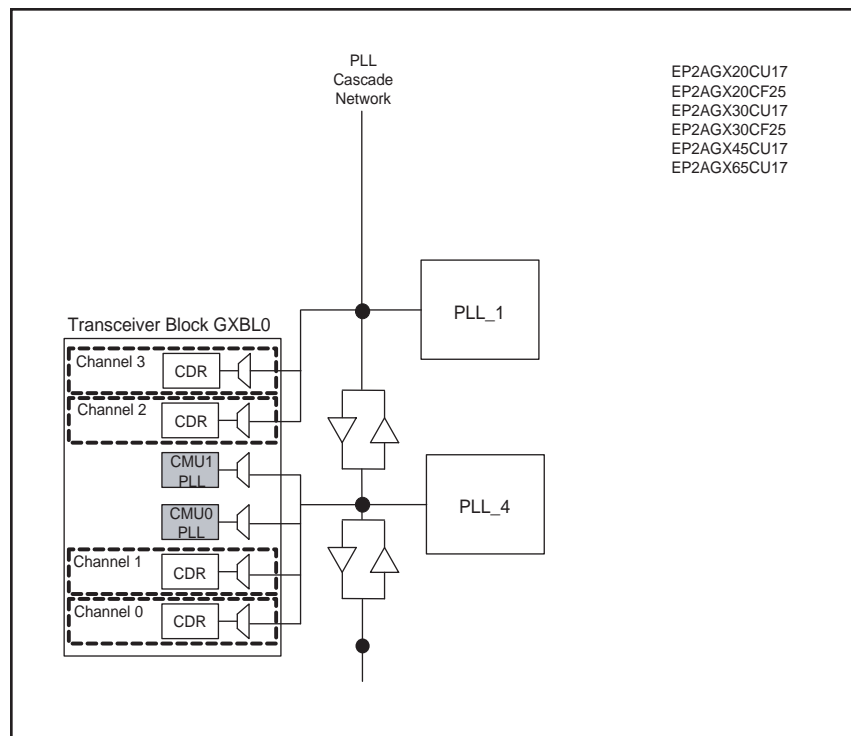 PLL
Cascade
Network
EP2AGX20CU17
EP2AGX20CF25
EP2AGX30CU17
EP2AGX30CF25
EP2AGX45CU17
EP2AGX65CU17
PLL_1
Transceiver Block GXBL0
Channel 3
CDR
Channel 2
CDR
CMU1
PLL
PLL_4
CMU0
PLL
Channel 1
CDR
Channel 0
CDR